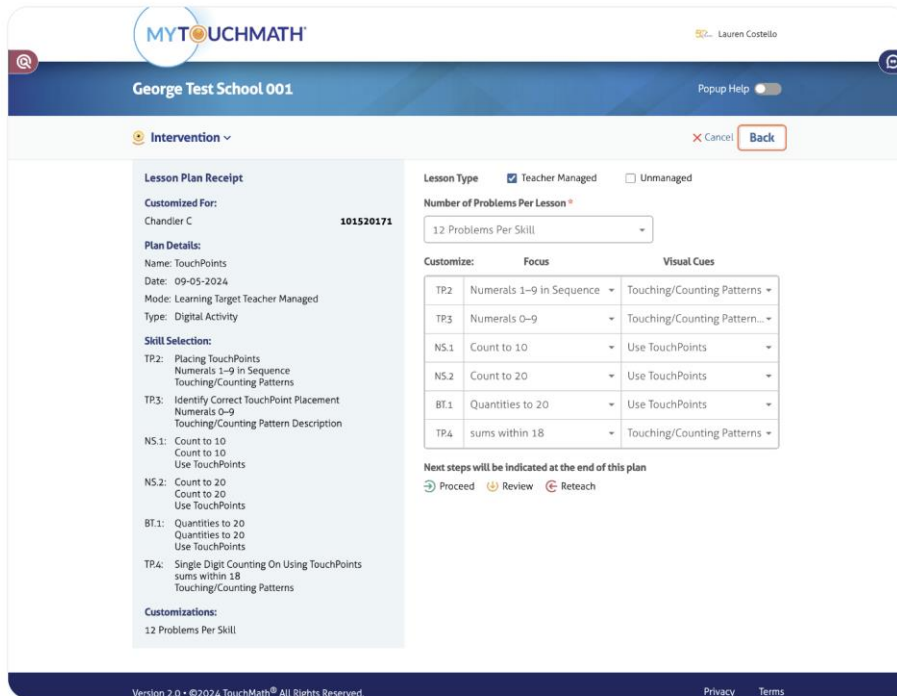 MYTOUCHMATH®
Lauren Costello
George Test School 001
Popup Help
Intervention
Cancel
Back
Lesson Plan Receipt
Customized For:
Chandler C 101520171
Plan Details:
Name: TouchPoints
Date: 09-05-2024
Mode: Learning Target Teacher Managed
Type: Digital Activity
Skill Selection:
TP.2: Placing TouchPoints
Numerals 1–9 in Sequence
Touching/Counting Patterns
TP.3: Identify Correct TouchPoint Placement
Numerals 0–9
Touching/Counting Pattern Description
NS.1: Count to 10
Count to 10
Use TouchPoints
NS.2: Count to 20
Count to 20
Use TouchPoints
BT.1: Quantities to 20
Quantities to 20
Use TouchPoints
TP.4: Single Digit Counting On Using TouchPoints
sums within 18
Touching/Counting Patterns
Customizations:
12 Problems Per Skill
Lesson Type Teacher Managed Unmanaged
Number of Problems Per Lesson *
12 Problems Per Skill
Customize: Focus Visual Cues
TP.2 Numerals 1–9 in Sequence Touching/Counting Patterns
TP.3 Numerals 0–9 Touching/Counting Pattern...
NS.1 Count to 10 Use TouchPoints
NS.2 Count to 20 Use TouchPoints
BT.1 Quantities to 20 Use TouchPoints
TP.4 sums within 18 Touching/Counting Patterns
Next steps will be indicated at the end of this plan
Proceed Review Reteach
Version 2.0 • ©2024 TouchMath® All Rights Reserved.
Privacy Terms